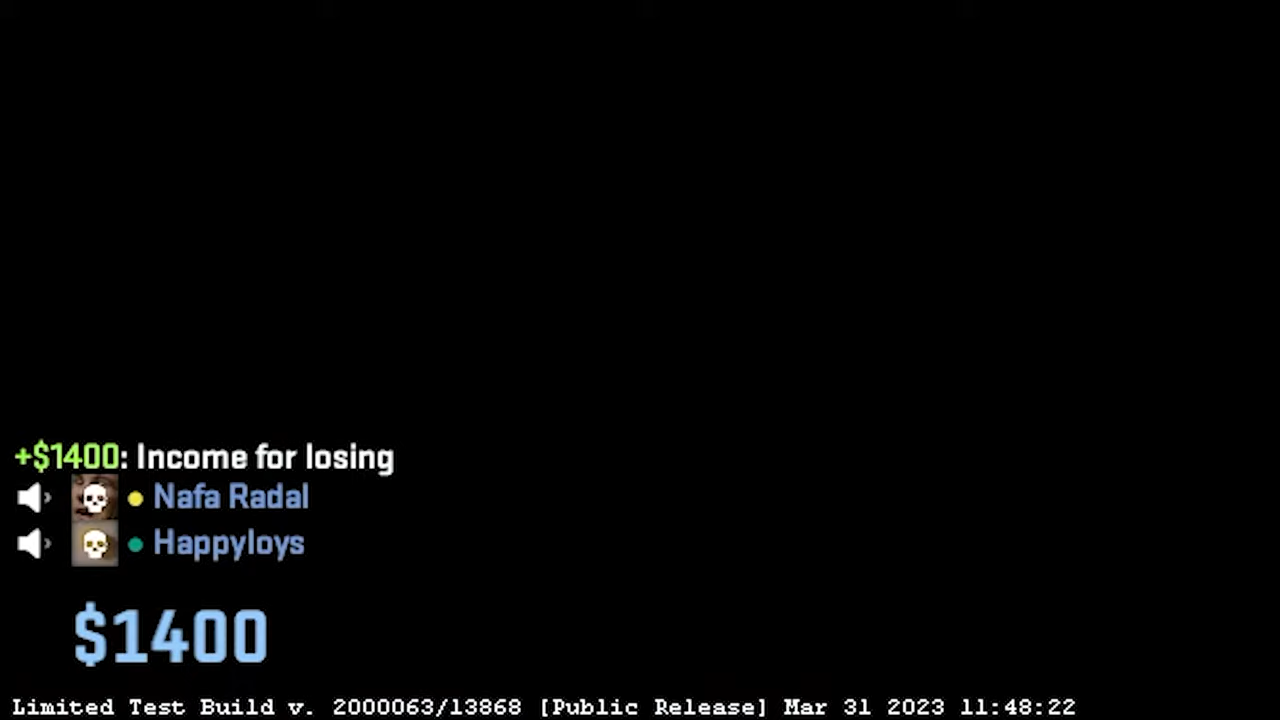 +$1400: Income for losing
Nafa Radal
Happyloys
$1400
Limited Test Build v. 2000063/13868 [Public Release] Mar 31 2023 11:48:22